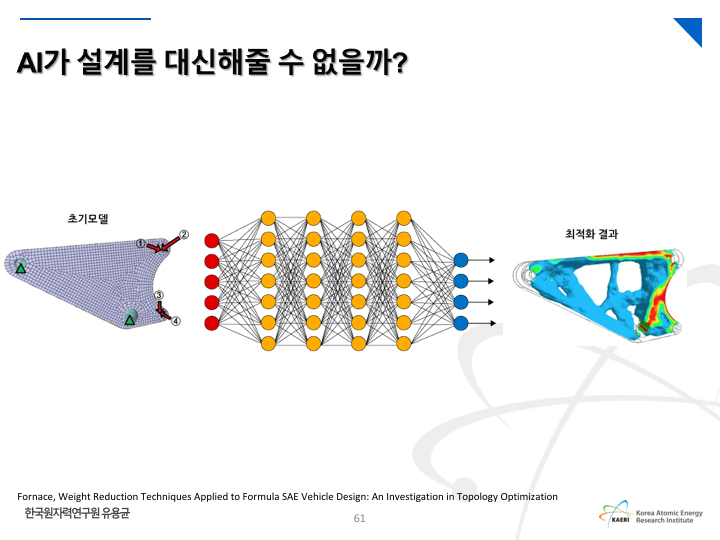 AI가 설계를 대신해줄 수 없을까?
초기모델
① ②
③
④
최적화 결과
Fornace, Weight Reduction Techniques Applied to Formula SAE Vehicle Design: An Investigation in Topology Optimization
한국원자력연구원 유용균
61
KAERI
Korea Atomic Energy
Research Institute